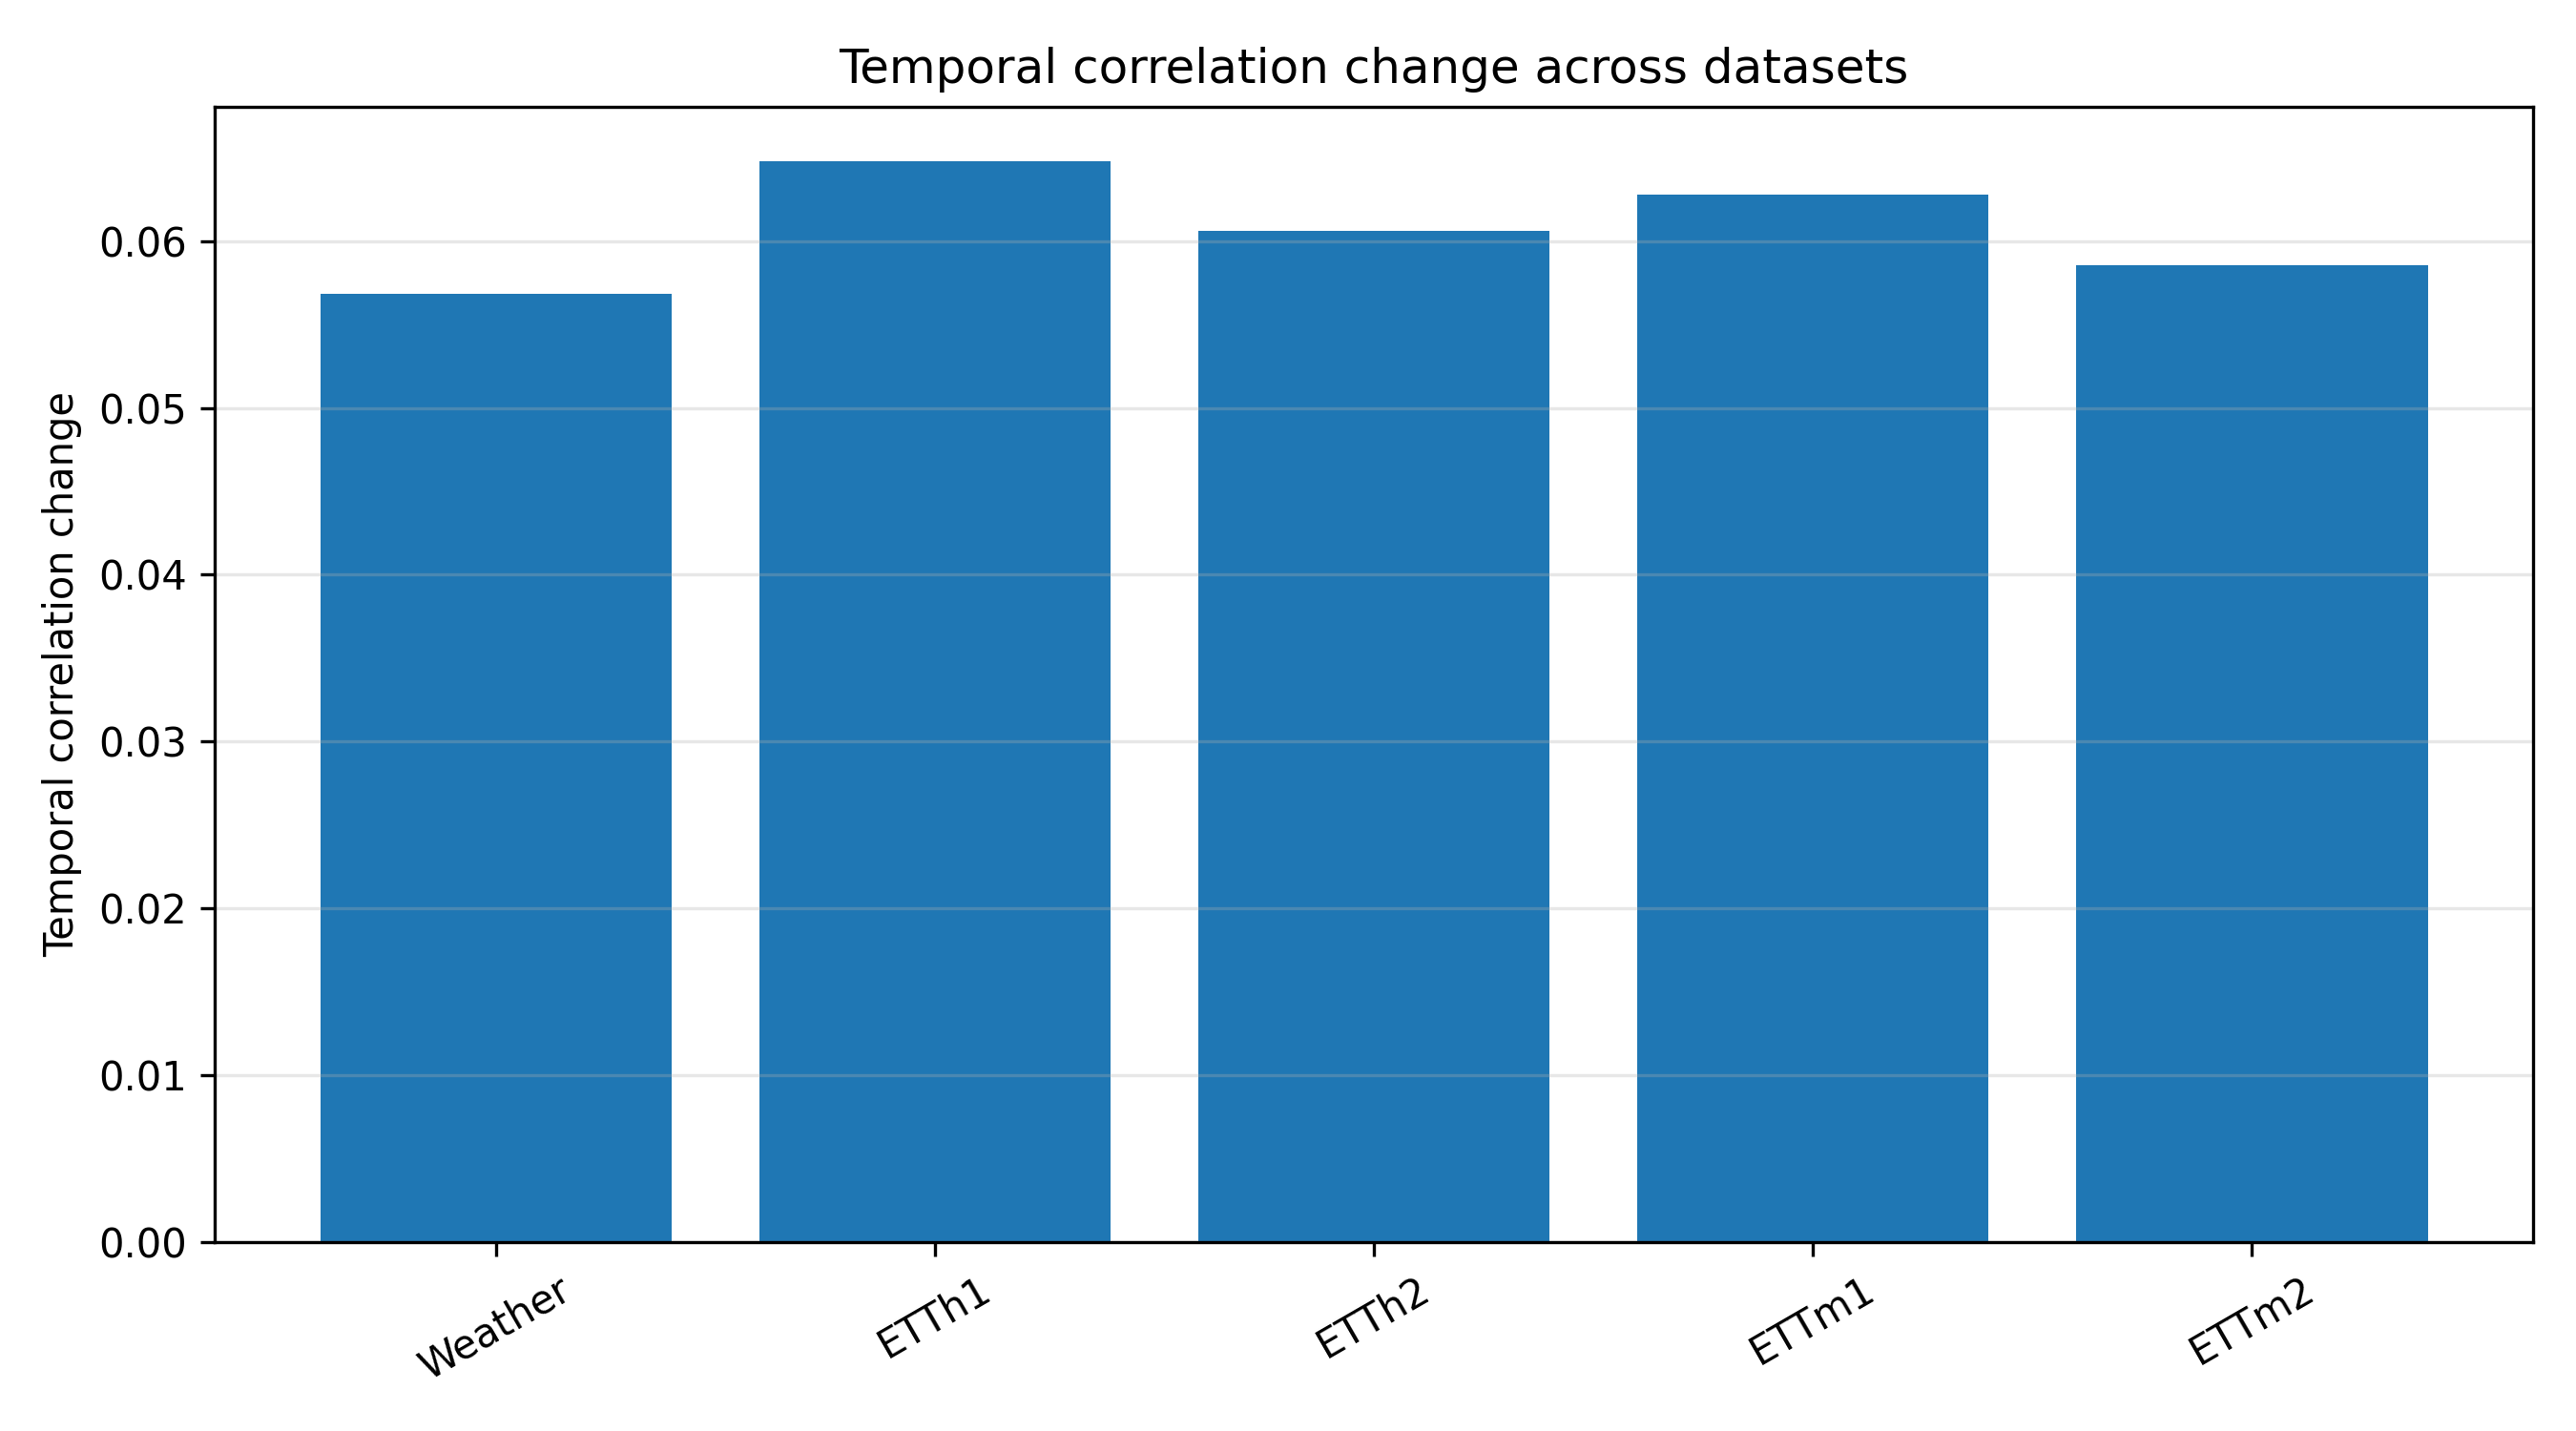 Temporal correlation change across datasets
Temporal correlation change
0.06
0.05
0.04
0.03
0.02
0.01
0.00
Weather
ETTh1
ETTh2
ETTm1
ETTm2